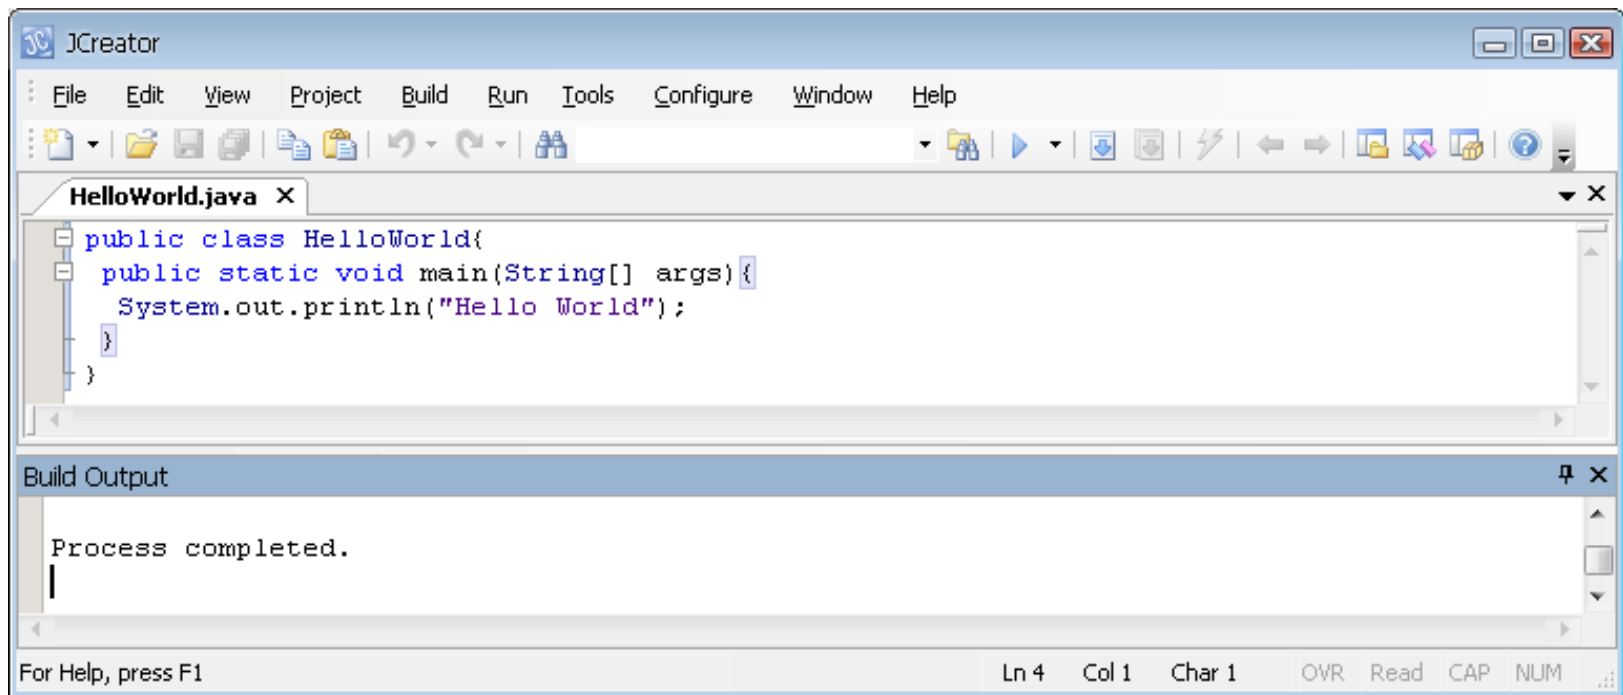 JCreator
File Edit View Project Build Run Tools Configure Window Help
HelloWorld.java
public class HelloWorld{
public static void main(String[] args){
System.out.println("Hello World");
}
}
Build Output
Process completed.
For Help, press F1 Ln 4 Col 1 Char 1 OVR Read CAP NUM